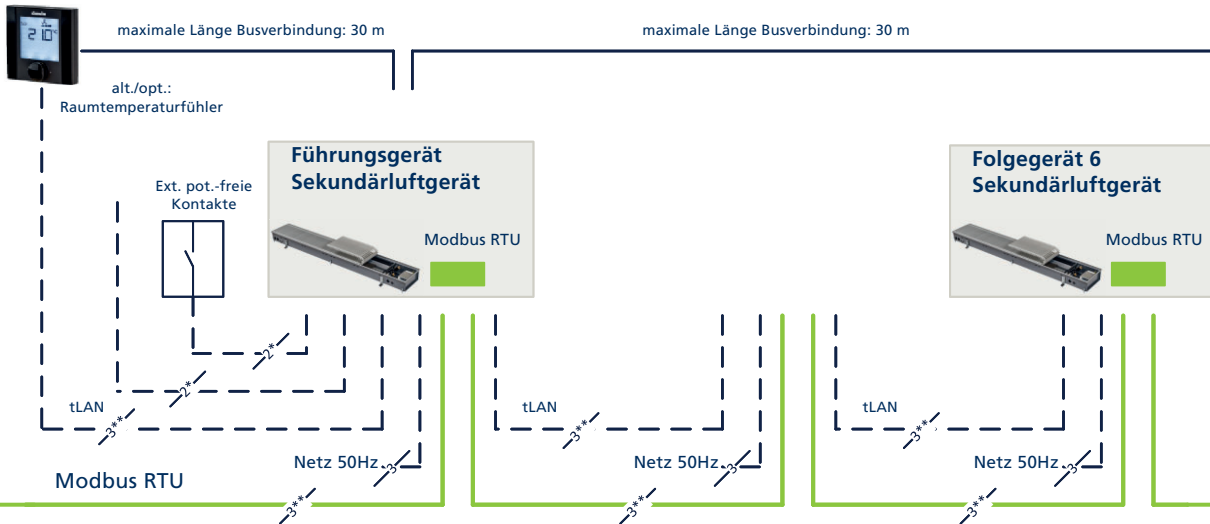 maximale Länge Busverbindung: 30 m
maximale Länge Busverbindung: 30 m
21.0
alt./opt.:
Raumtemperaturfühler
Ext. pot.-freie
Kontakte
Führungsgerät
Sekundärluftgerät
Modbus RTU
Folgegerät 6
Sekundärluftgerät
Modbus RTU
2*
2*
tLAN
3**
tLAN
3**
tLAN
3**
Netz 50Hz
3
Netz 50Hz
3
Netz 50Hz
3
Modbus RTU
3**
3**
3**